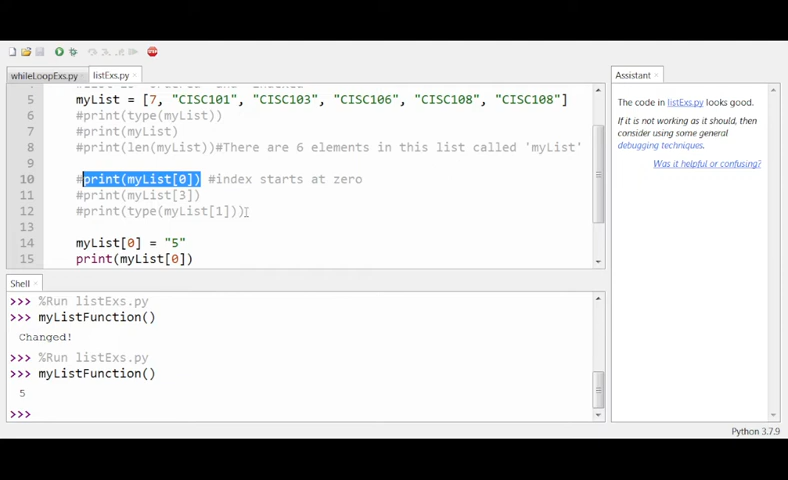 whileLoopExs.py
listExs.py
5 myList = [7, "CISC101", "CISC103", "CISC106", "CISC108", "CISC108"]
6 #print(type(myList))
7 #print(myList)
8 #print(len(myList))#There are 6 elements in this list called 'myList'
9
10 #print(myList[0]) #index starts at zero
11 #print(myList[3])
12 #print(type(myList[1]))
13
14 myList[0] = "5"
15 print(myList[0])
Shell
>>> %Run listExs.py
>>> myListFunction()
Changed!
>>> %Run listExs.py
>>> myListFunction()
5
>>>
Assistant
The code in listExs.py looks good.
If it is not working as it should, then
consider using some general
debugging techniques.
Was it helpful or confusing?
Python 3.7.9